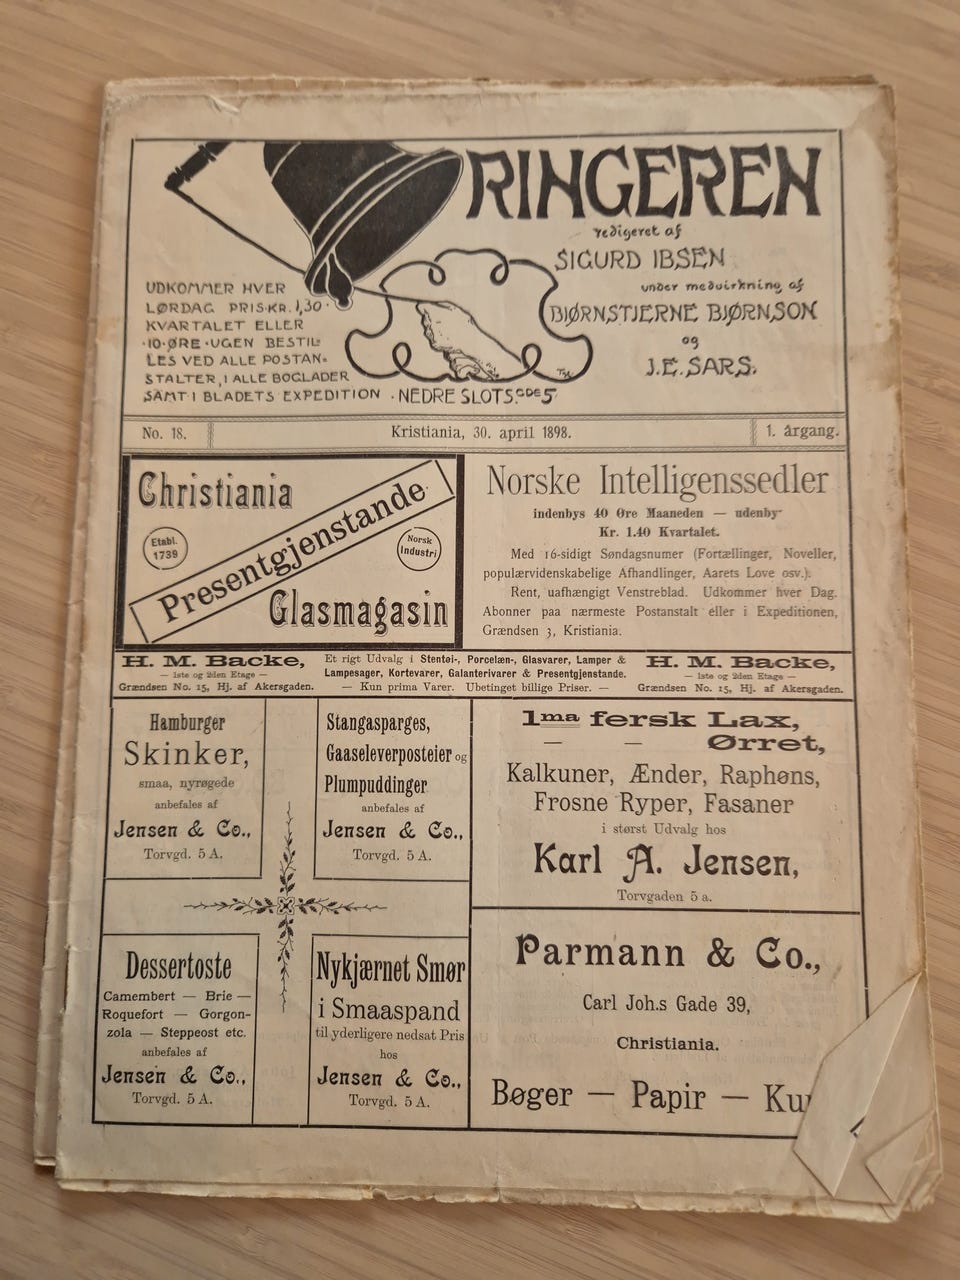 RINGEREN
redigeret af
SIGURD IBSEN
under medvirkning af
BJØRNSTJERNE BJØRNSON
og
J.E. SARS.
UDKOMMER HVER
LØRDAG PRIS·KR. 1,30·
KVARTALET ELLER
·10·ØRE·UGEN BESTIL=
LES VED ALLE POSTAN=
STALTER, I ALLE BOGLADER
SAMT I BLADETS EXPEDITION · NEDRE SLOTSGDE 5
No. 18.
Kristiania, 30. april 1898.
1. årgang.
Christiania
Etabl.
1739
Presentgjenstande
Norsk
Industri
Glasmagasin
Norske Intelligenssedler
indenbys 40 Øre Maaneden — udenby-
Kr. 1.40 Kvartalet.
Med 16-sidigt Søndagsnumer (Fortællinger, Noveller,
populærvidenskabelige Afhandlinger, Aarets Love osv.).
Rent, uafhængigt Venstreblad. Udkommer hver Dag.
Abonner paa nærmeste Postanstalt eller i Expeditionen,
Grændsen 3, Kristiania.
H. M. Backe,
— 1ste og 2den Etage —
Grændsen No. 15, Hj. af Akersgaden.
Et rigt Udvalg i Stentøi-, Porcelæn-, Glasvarer, Lamper &
Lampesager, Kortevarer, Galanterivarer & Presentgjenstande.
— Kun prima Varer. Ubetinget billige Priser. —
H. M. Backe,
— 1ste og 2den Etage —
Grændsen No. 15, Hj. af Akersgaden.
Hamburger
Skinker,
smaa, nyrøgede
anbefales af
Jensen & Co.,
Torvgd. 5 A.
Stangasparges,
Gaaseleverposteier og
Plumpuddinger
anbefales af
Jensen & Co.,
Torvgd. 5 A.
1ma fersk Lax,
— — Ørret,
Kalkuner, Ænder, Raphøns,
Frosne Ryper, Fasaner
i størst Udvalg hos
Karl A. Jensen,
Torvgaden 5 a.
Dessertoste
Camembert — Brie —
Roquefort — Gorgon-
zola — Steppeost etc.
anbefales af
Jensen & Co.,
Torvgd. 5 A.
Nykjærnet Smør
i Smaaspand
til yderligere nedsat Pris
hos
Jensen & Co.,
Torvgd. 5 A.
Parmann & Co.,
Carl Joh.s Gade 39,
Christiania.
Bøger — Papir —